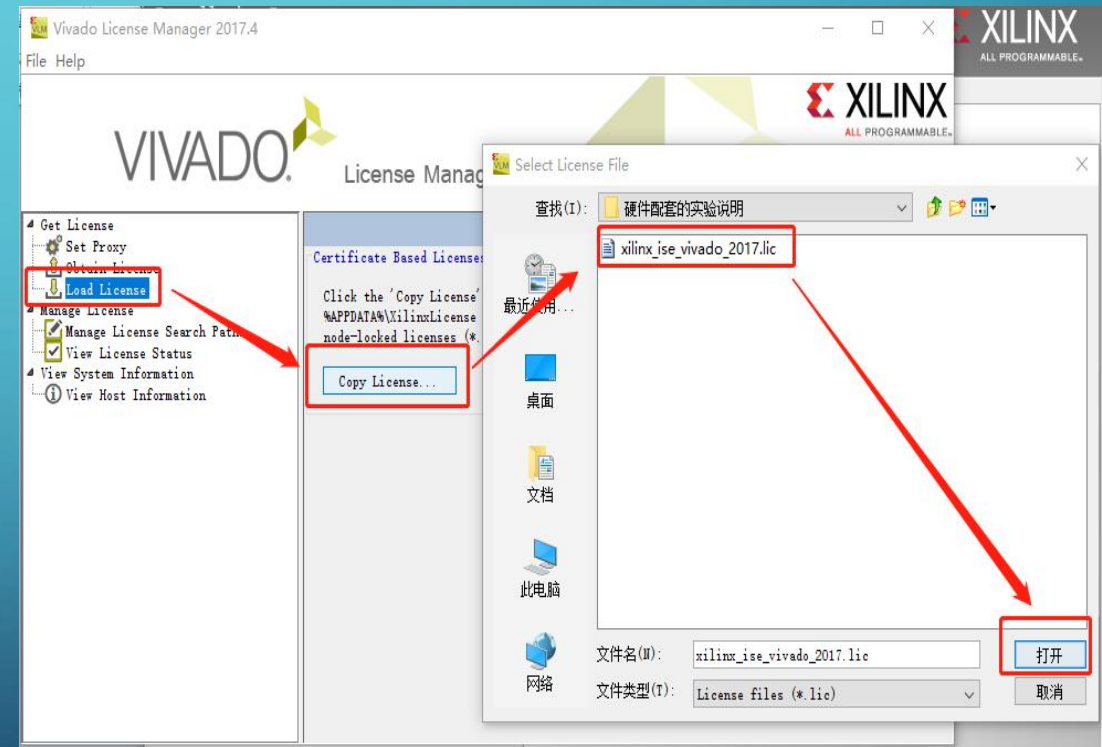 Vivado License Manager 2017.4
XILINX
ALL PROGRAMMABLE.
File Help
XILINX
ALL PROGRAMMABLE.
VIVADO.
License Manag
Select License File
查找(I):
硬件配套的实验说明
Get License
Set Proxy
Obtain License
Load License
Manage License
Manage License Search Path
View License Status
View System Information
View Host Information
Certificate Based Licenses
Click the 'Copy License'
%APPDATA%\XilinxLicense
node-locked licenses (*.
Copy License...
xilinx_ise_vivado_2017.lic
最近使用...
桌面
文档
此电脑
网络
文件名(N):
xilinx_ise_vivado_2017.lic
打开
文件类型(T):
License files (*.lic)
取消